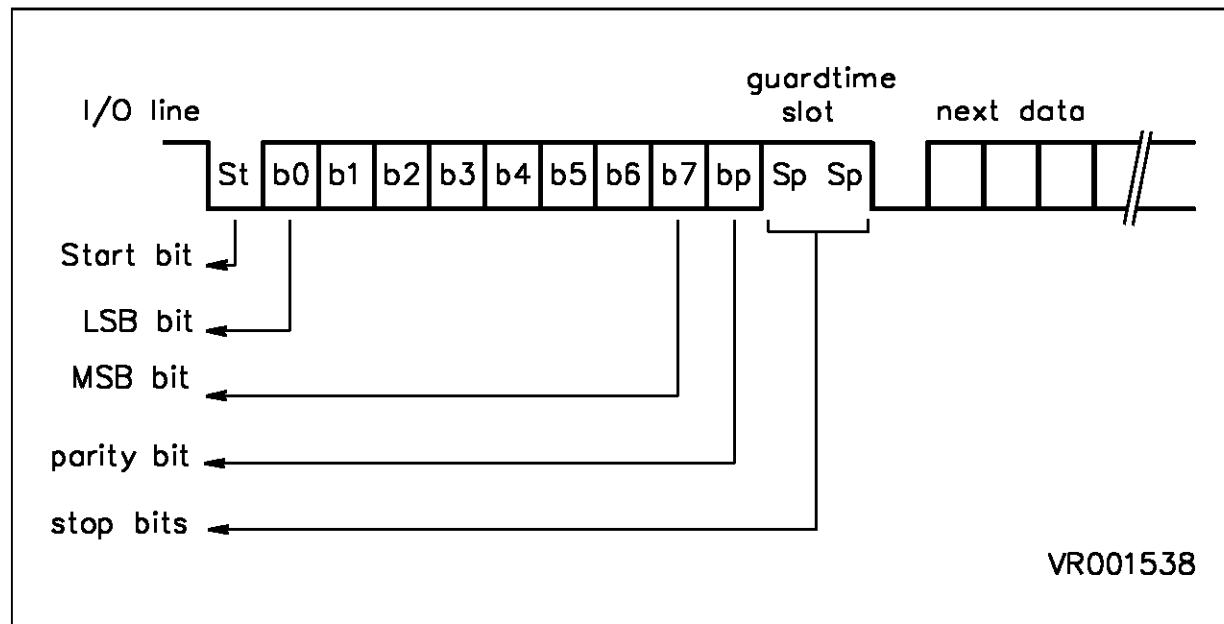 guardtime
I/O line slot next data
St b0 b1 b2 b3 b4 b5 b6 b7 bp Sp Sp
Start bit
LSB bit
MSB bit
parity bit
stop bits
VR001538